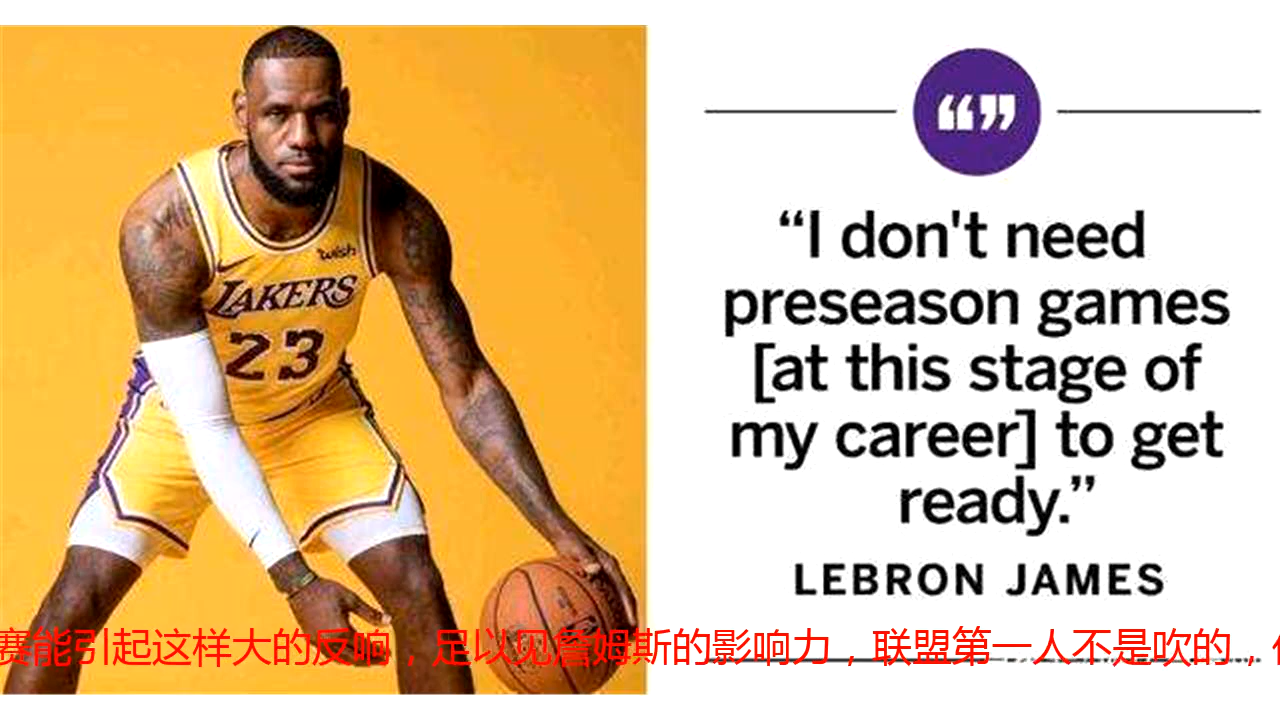 wish
LAKERS
23
“”
“I don't need
preseason games
[at this stage of
my career] to get
ready.”
LEBRON JAMES
赛能引起这样大的反响，足以见詹姆斯的影响力，联盟第一人不是吹的，